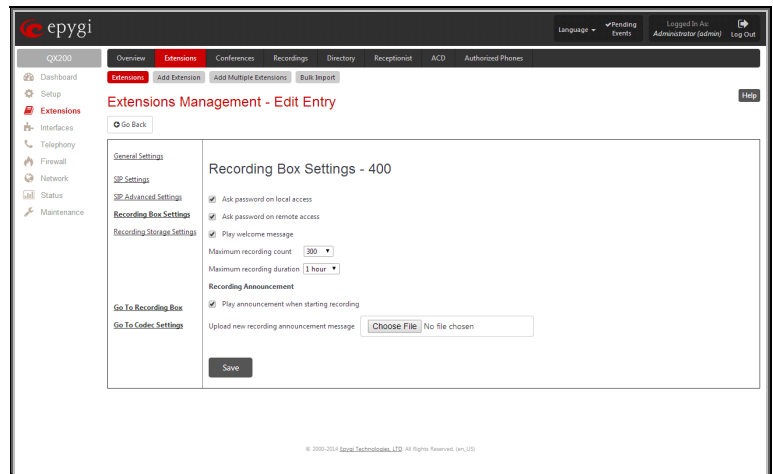 epygi
Language
Pending Events
Logged In As:
Administrator (admin)
Log Out
QX200
Overview Extensions Conferences Recordings Directory Receptionist ACD Authorized Phones
Dashboard
Setup
Extensions
Interfaces
Telephony
Firewall
Network
Status
Maintenance
Extensions Add Extension Add Multiple Extensions Bulk Import
Extensions Management - Edit Entry
Help
Go Back
General Settings
SIP Settings
SIP Advanced Settings
Recording Box Settings
Recording Storage Settings
Go To Recording Box
Go To Codec Settings
Recording Box Settings - 400
Ask password on local access
Ask password on remote access
Play welcome message
Maximum recording count 300
Maximum recording duration 1 hour
Recording Announcement
Play announcement when starting recording
Upload new recording announcement message Choose File No file chosen
Save
© 2000-2014 Epygi Technologies, LTD. All Rights Reserved. (en_US)